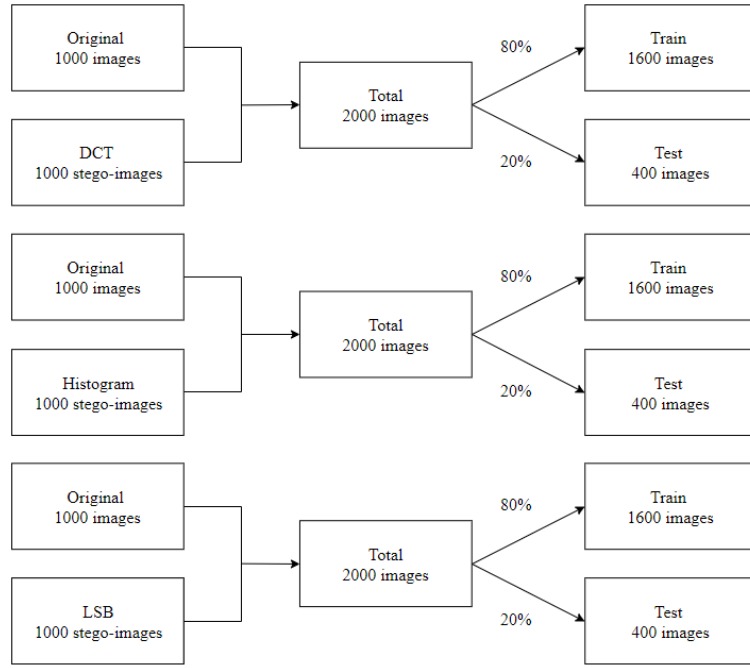 Original
1000 images
DCT
1000 stego-images
Total
2000 images
80%
20%
Train
1600 images
Test
400 images
Original
1000 images
Histogram
1000 stego-images
Total
2000 images
80%
20%
Train
1600 images
Test
400 images
Original
1000 images
LSB
1000 stego-images
Total
2000 images
80%
20%
Train
1600 images
Test
400 images